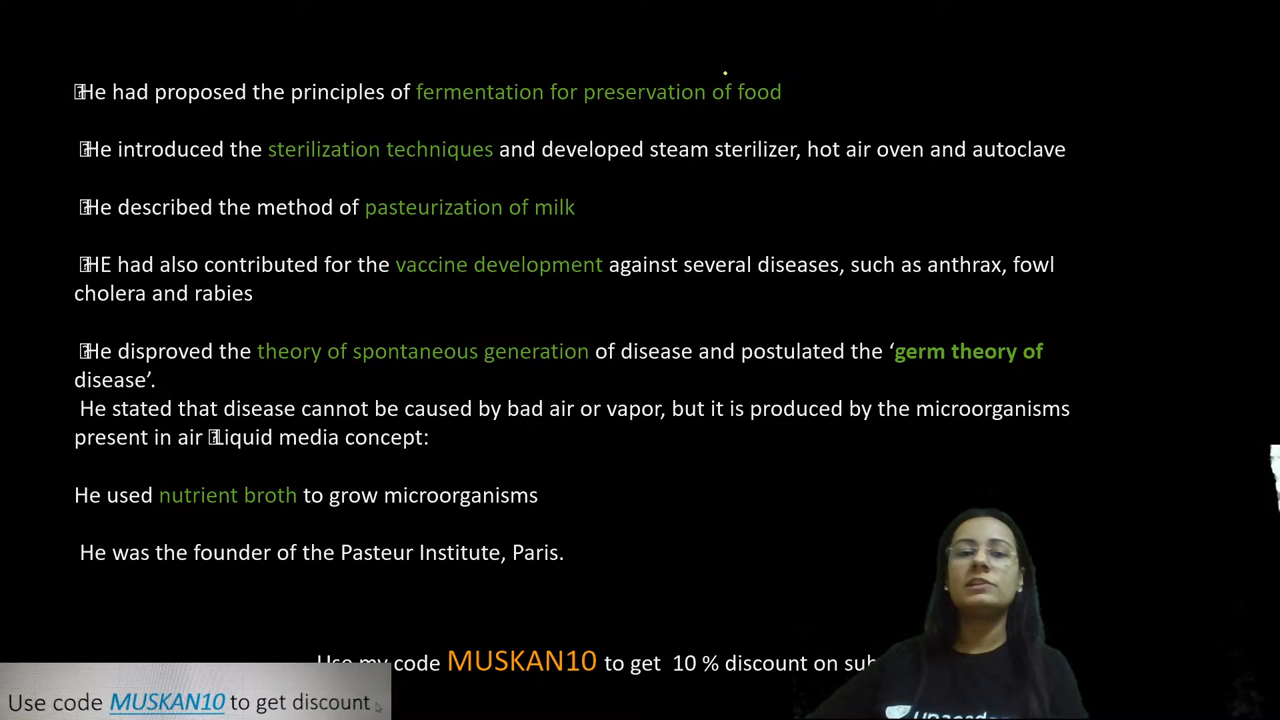 He had proposed the principles of fermentation for preservation of food
He introduced the sterilization techniques and developed steam sterilizer, hot air oven and autoclave
He described the method of pasteurization of milk
HE had also contributed for the vaccine development against several diseases, such as anthrax, fowl
cholera and rabies
He disproved the theory of spontaneous generation of disease and postulated the ‘germ theory of
disease’.
He stated that disease cannot be caused by bad air or vapor, but it is produced by the microorganisms
present in air Liquid media concept:
He used nutrient broth to grow microorganisms
He was the founder of the Pasteur Institute, Paris.
Use my code MUSKAN10 to get 10 % discount on sub
Use code MUSKAN10 to get discount